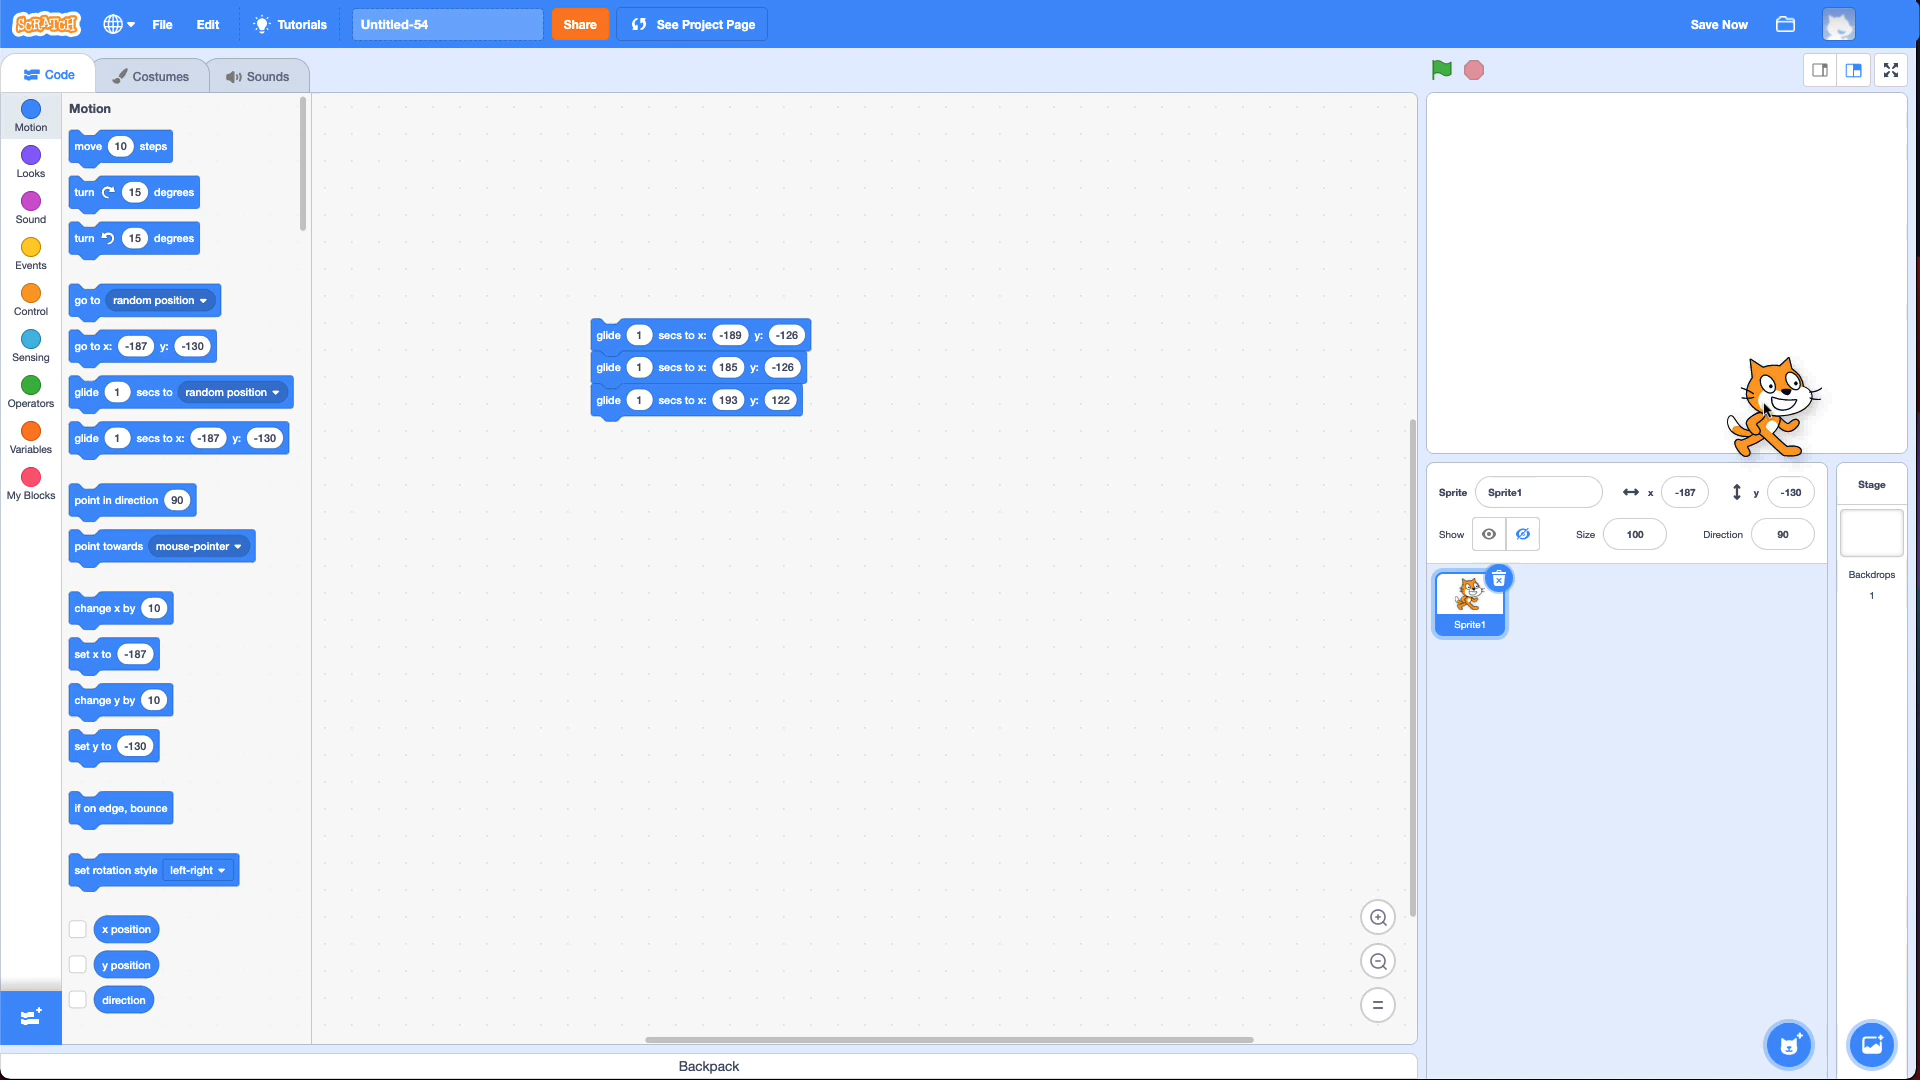 SCRATCH
File
Edit
Tutorials
Untitled-54
Share
See Project Page
Save Now
Code
Costumes
Sounds
Motion
Looks
Sound
Events
Control
Sensing
Operators
Variables
My Blocks
Motion
move 10 steps
turn 15 degrees
turn 15 degrees
go to random position
go to x: -187 y: -130
glide 1 secs to random position
glide 1 secs to x: -187 y: -130
point in direction 90
point towards mouse-pointer
change x by 10
set x to -187
change y by 10
set y to -130
if on edge, bounce
set rotation style left-right
x position
y position
direction
glide 1 secs to x: -189 y: -126
glide 1 secs to x: 185 y: -126
glide 1 secs to x: 193 y: 122
Backpack
Sprite Sprite1 x -187 y -130
Show Size 100 Direction 90
Sprite1
Stage
Backdrops
1